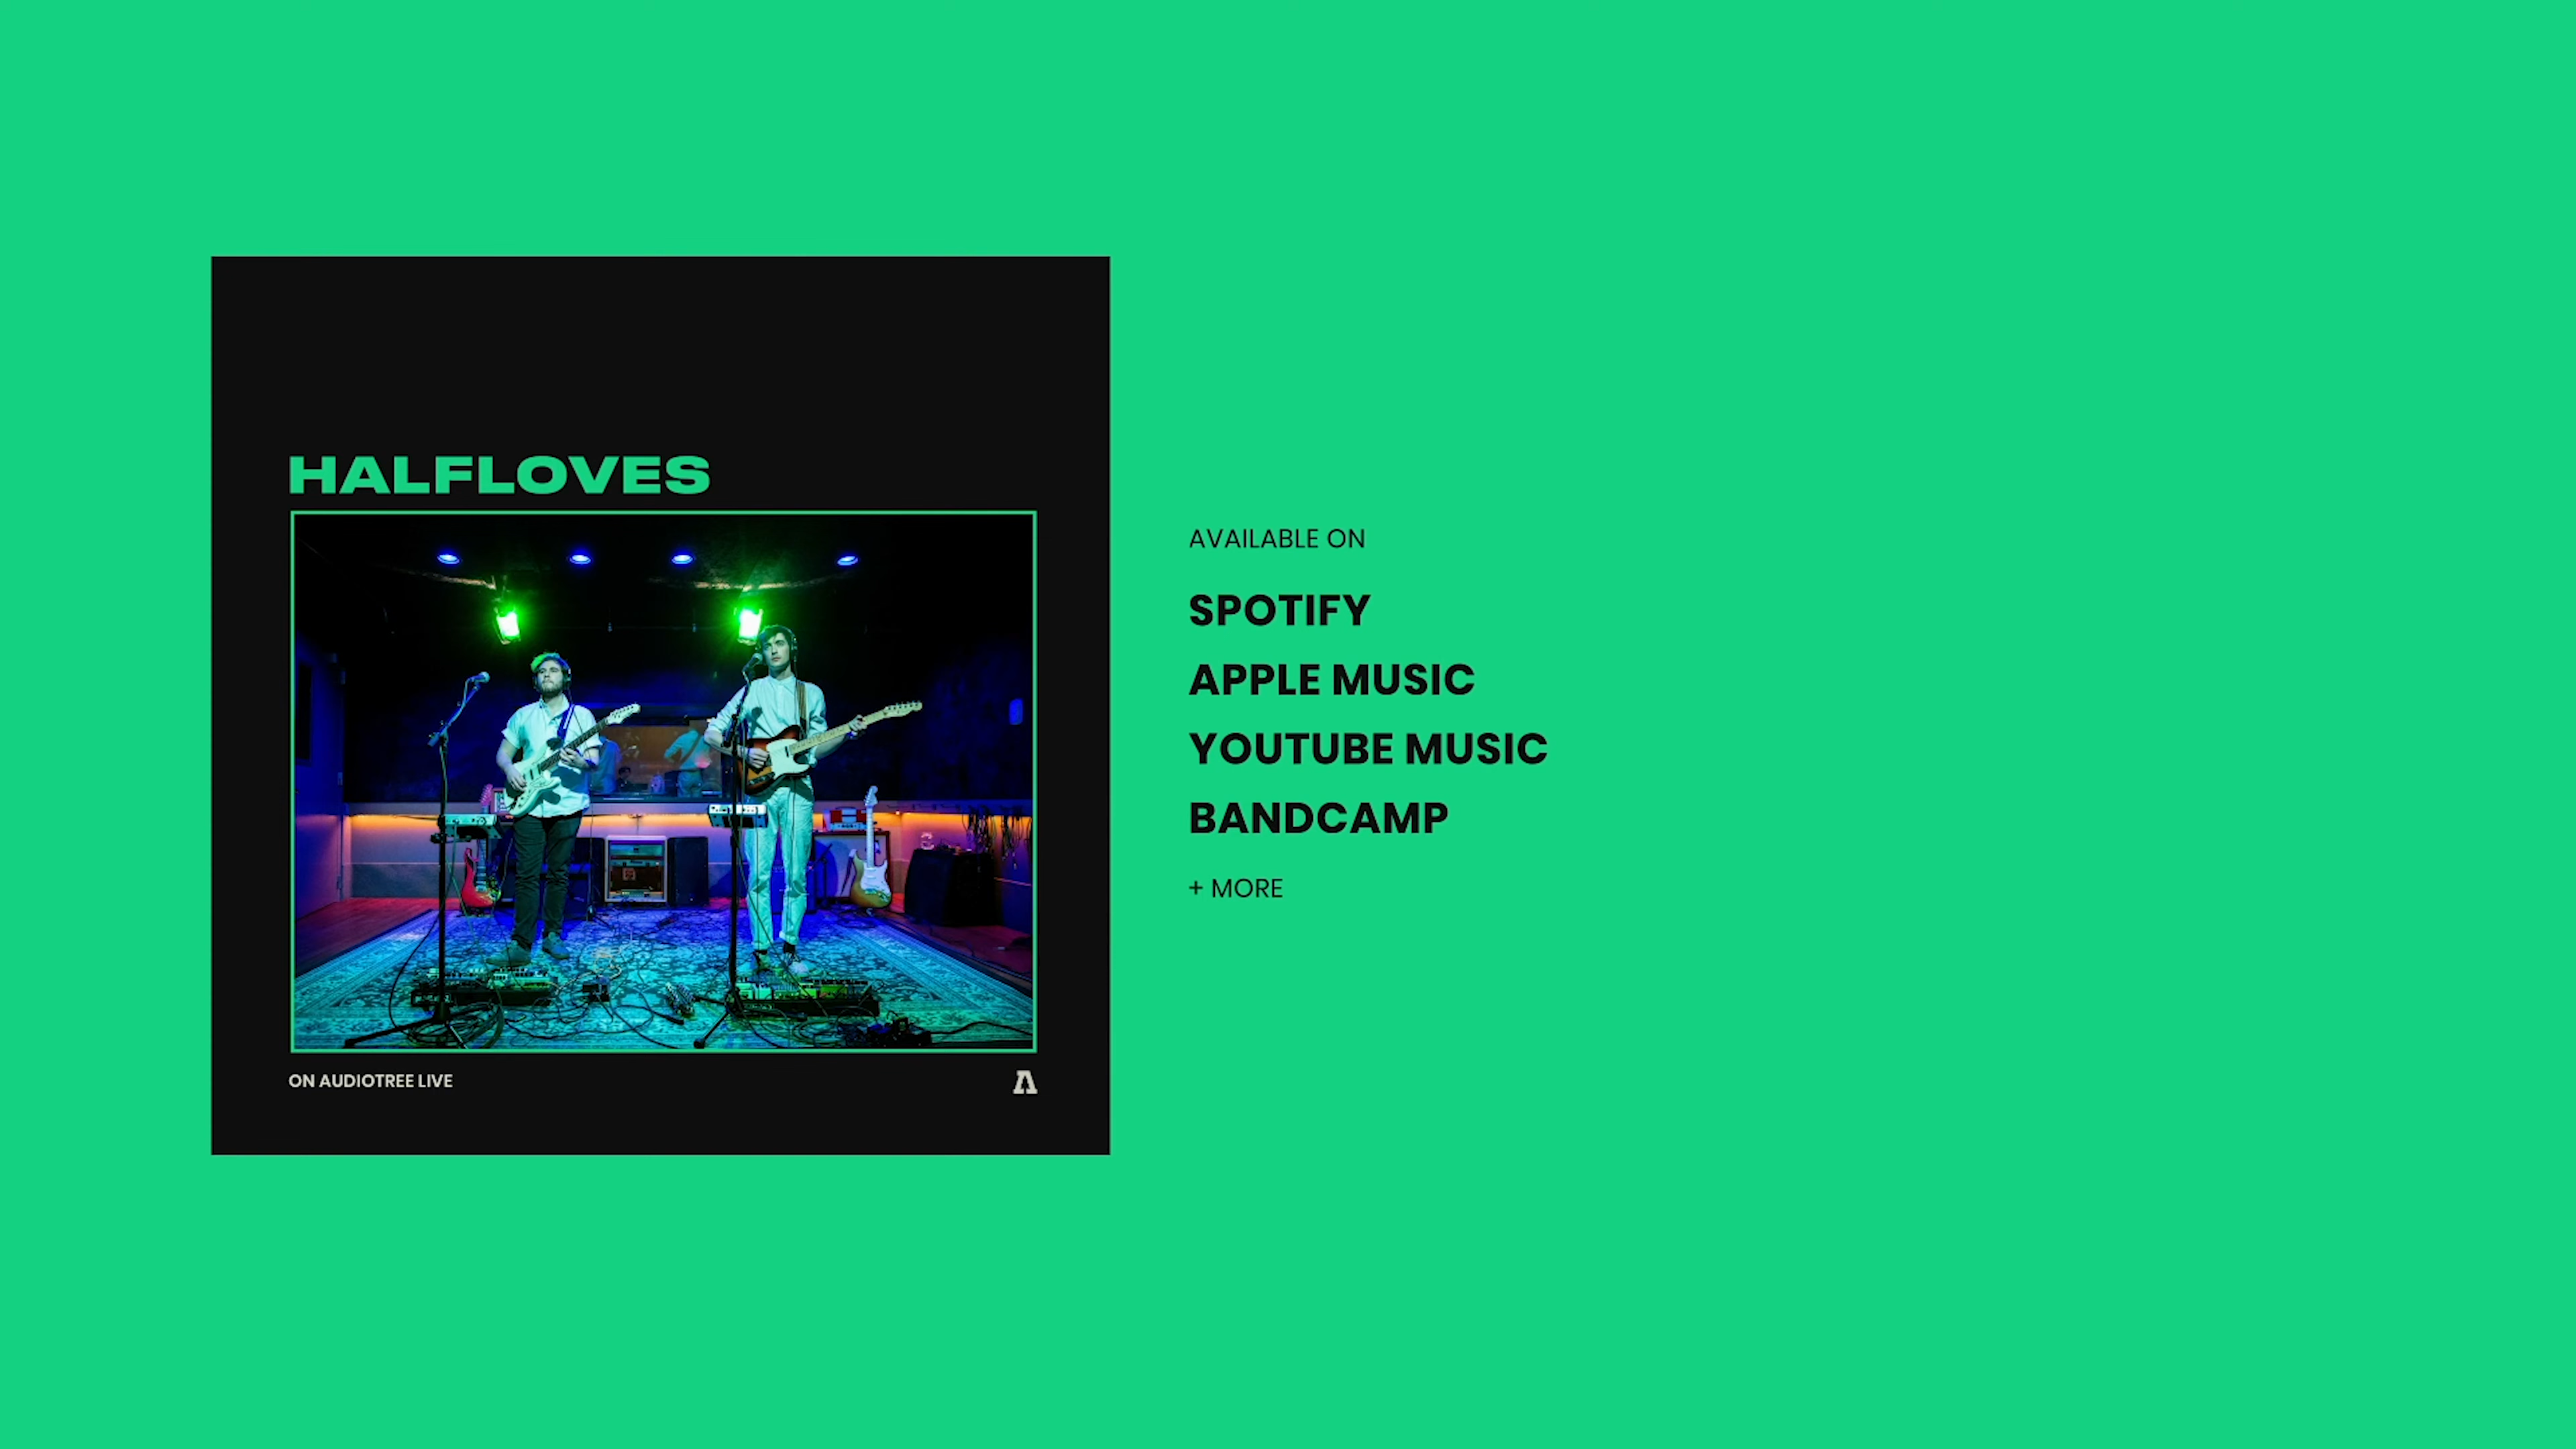 HALFLOVES
ON AUDIOTREE LIVE
AVAILABLE ON
SPOTIFY
APPLE MUSIC
YOUTUBE MUSIC
BANDCAMP
+ MORE